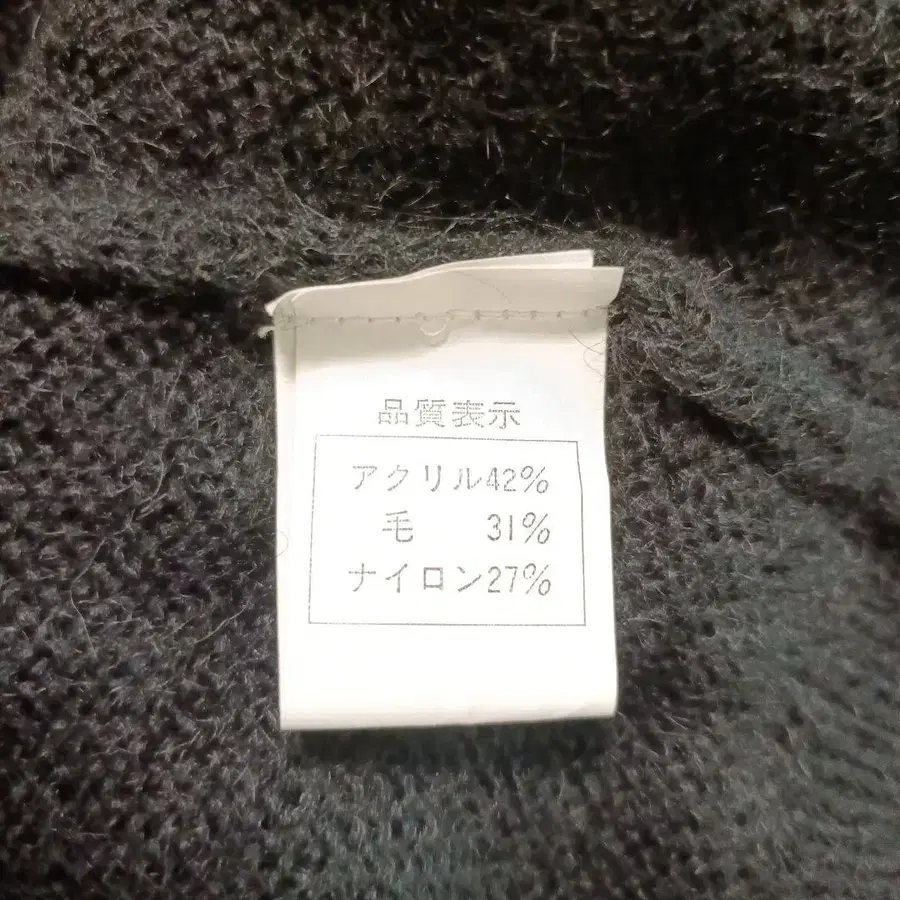 品質表示
アクリル42%
毛 31%
ナイロン27%